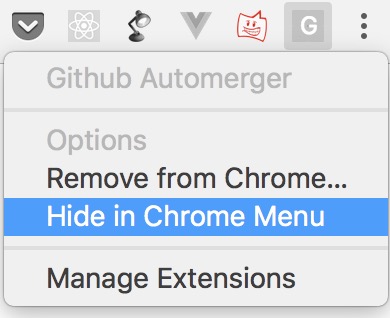 G
Github Automerger
Options
Remove from Chrome...
Hide in Chrome Menu
Manage Extensions